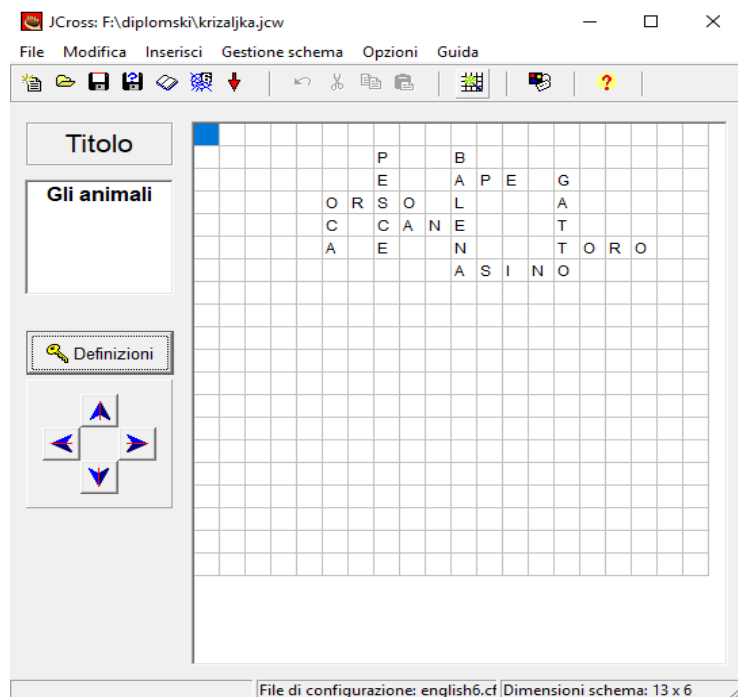 JCross: F:\diplomski\krizaljka.jcw
File Modifica Inserisci Gestione schema Opzioni Guida
Titolo
Gli animali
P B
E A P E G
O R S O L A
C C A N E T
A E N T O R O
A S I N O
Definizioni
File di configurazione: english6.cf Dimensioni schema: 13 x 6